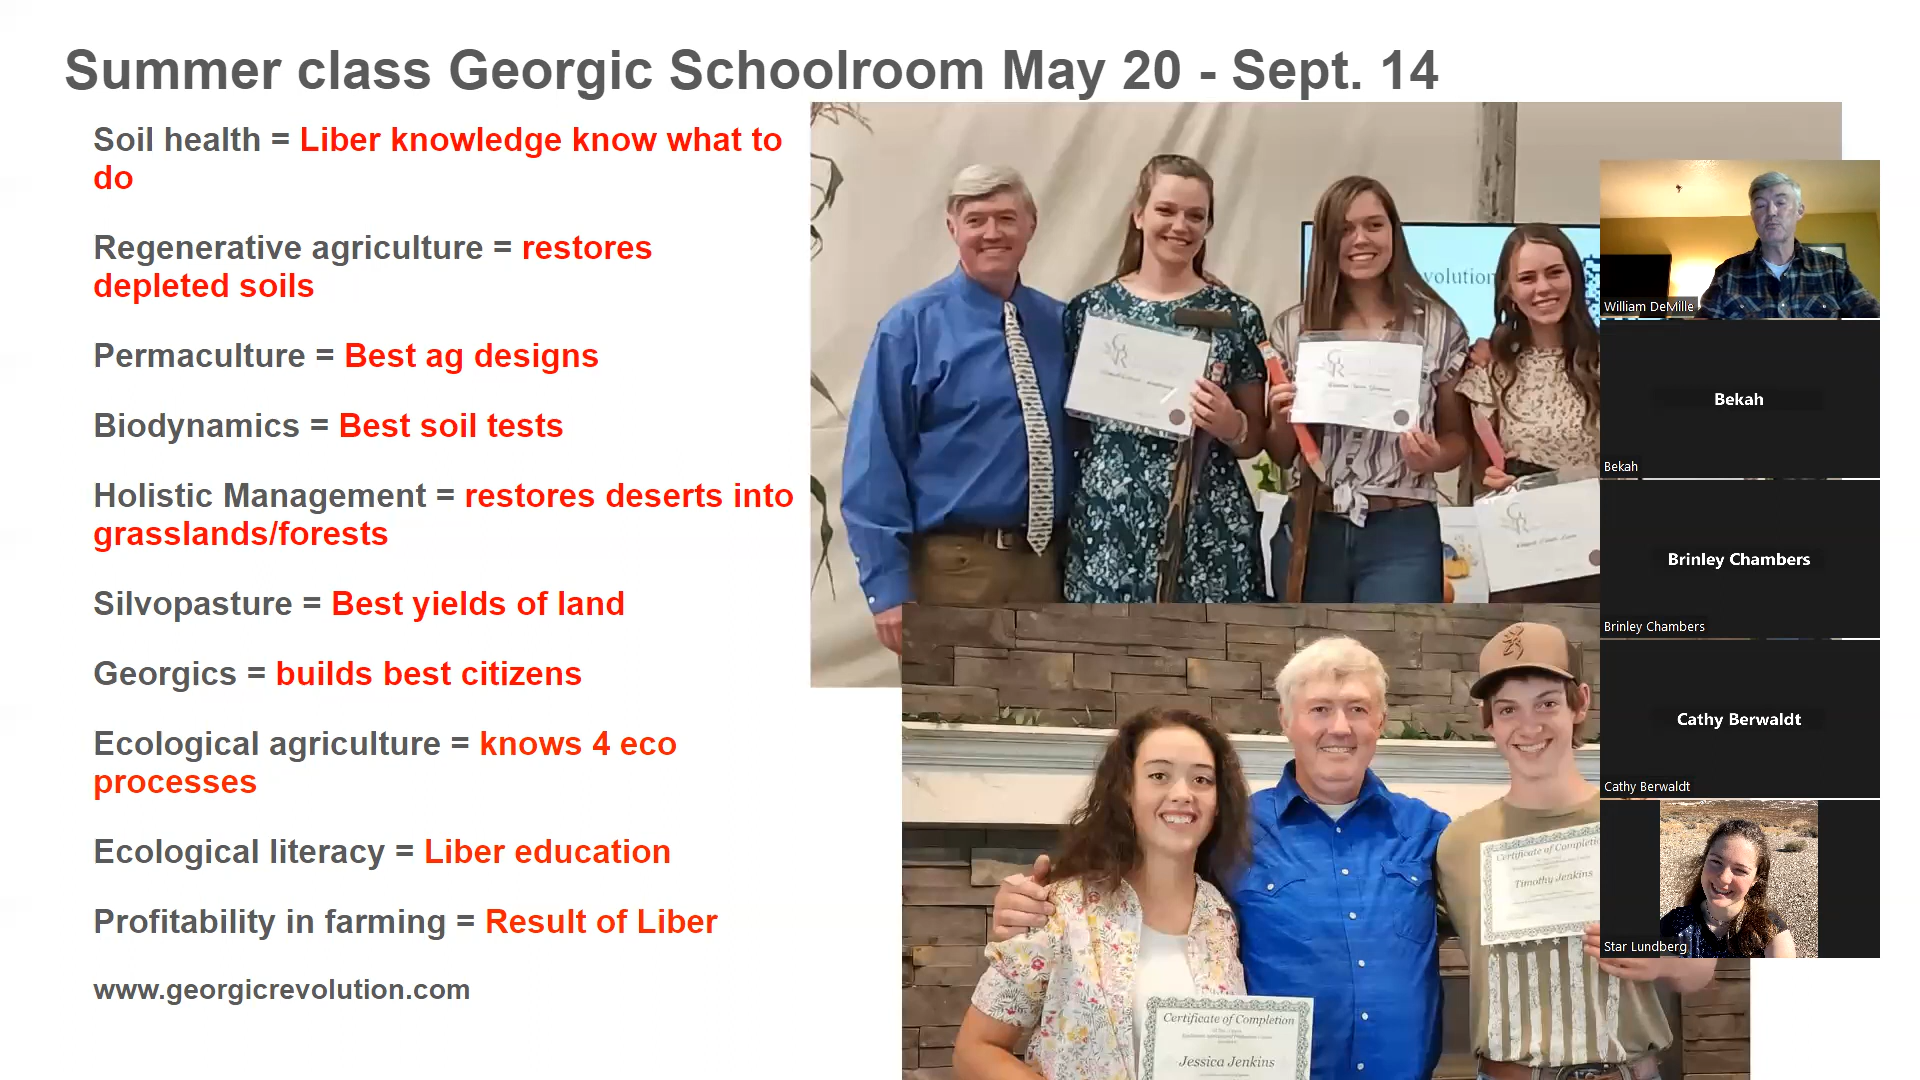 Summer class Georgic Schoolroom May 20 - Sept. 14
Soil health = Liber knowledge know what to
do
Regenerative agriculture = restores
depleted soils
Permaculture = Best ag designs
Biodynamics = Best soil tests
Holistic Management = restores deserts into
grasslands/forests
Silvopasture = Best yields of land
Georgics = builds best citizens
Ecological agriculture = knows 4 eco
processes
Ecological literacy = Liber education
Profitability in farming = Result of Liber
www.georgicrevolution.com
volution
GR
GR
GR
Certificate of Completion
Jessica Jenkins
Certificate of Comple
Timothy Jenkins
William DeMille
Bekah
Bekah
Brinley Chambers
Brinley Chambers
Cathy Berwaldt
Cathy Berwaldt
Star Lundberg